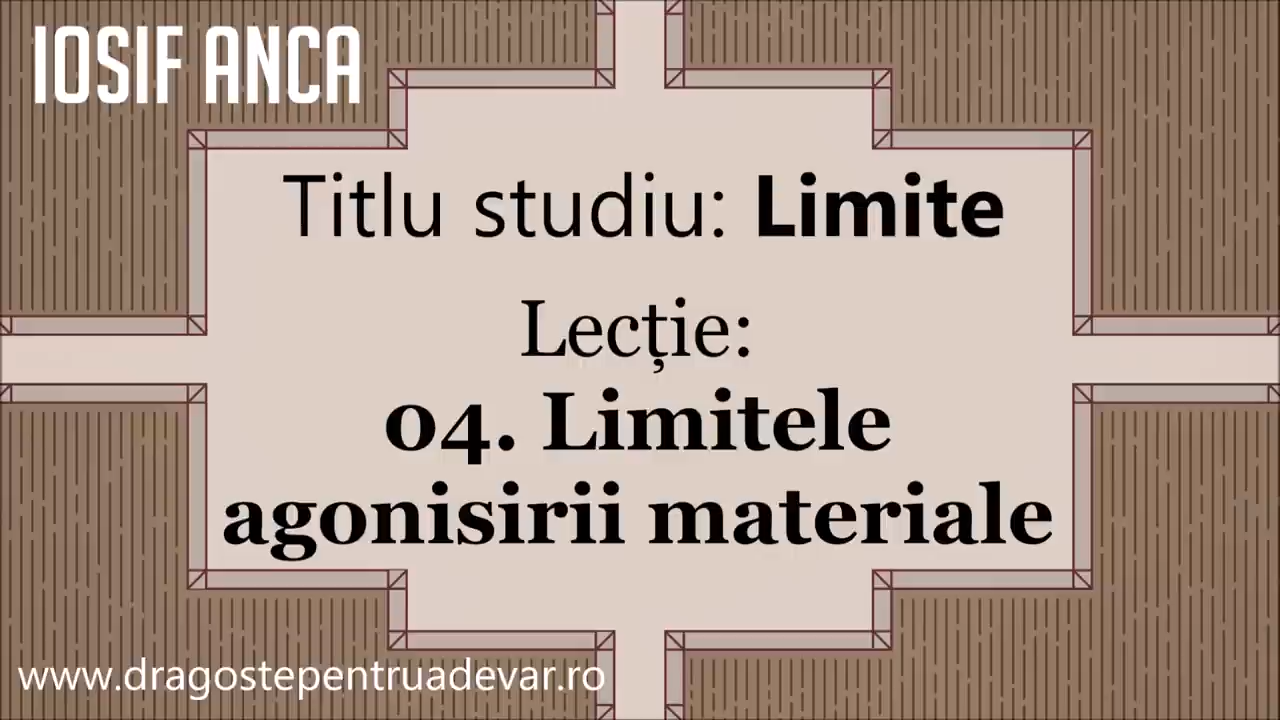 IOSIF ANCA
Titlu studiu: Limite
Lecție:
04. Limitele
agonisirii materiale
www.dragostepentruadevar.ro